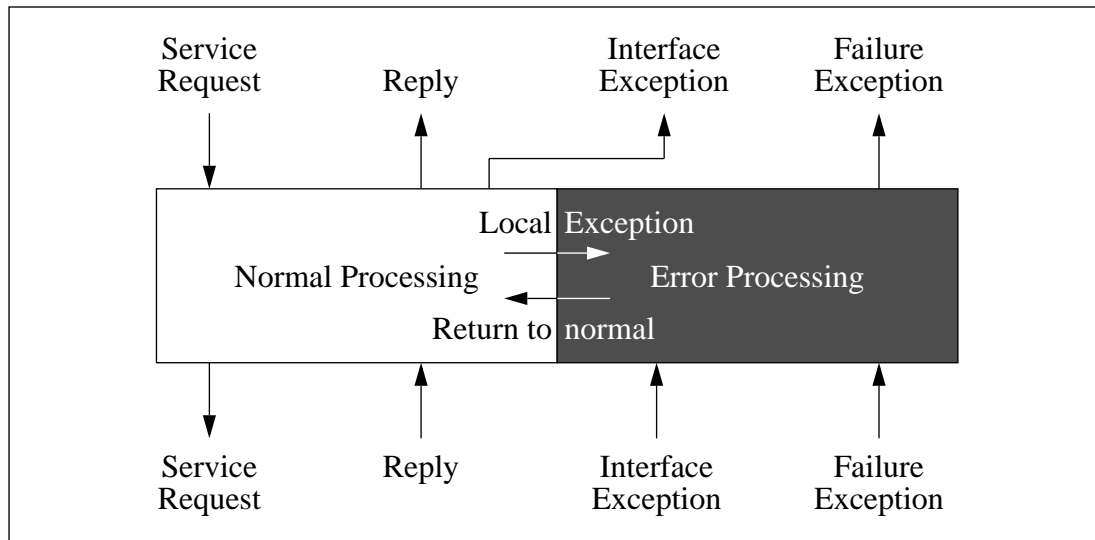 Service
Request
Reply
Interface
Exception
Failure
Exception
Local Exception
Normal Processing
Error Processing
Return to normal
Service
Request
Reply
Interface
Exception
Failure
Exception